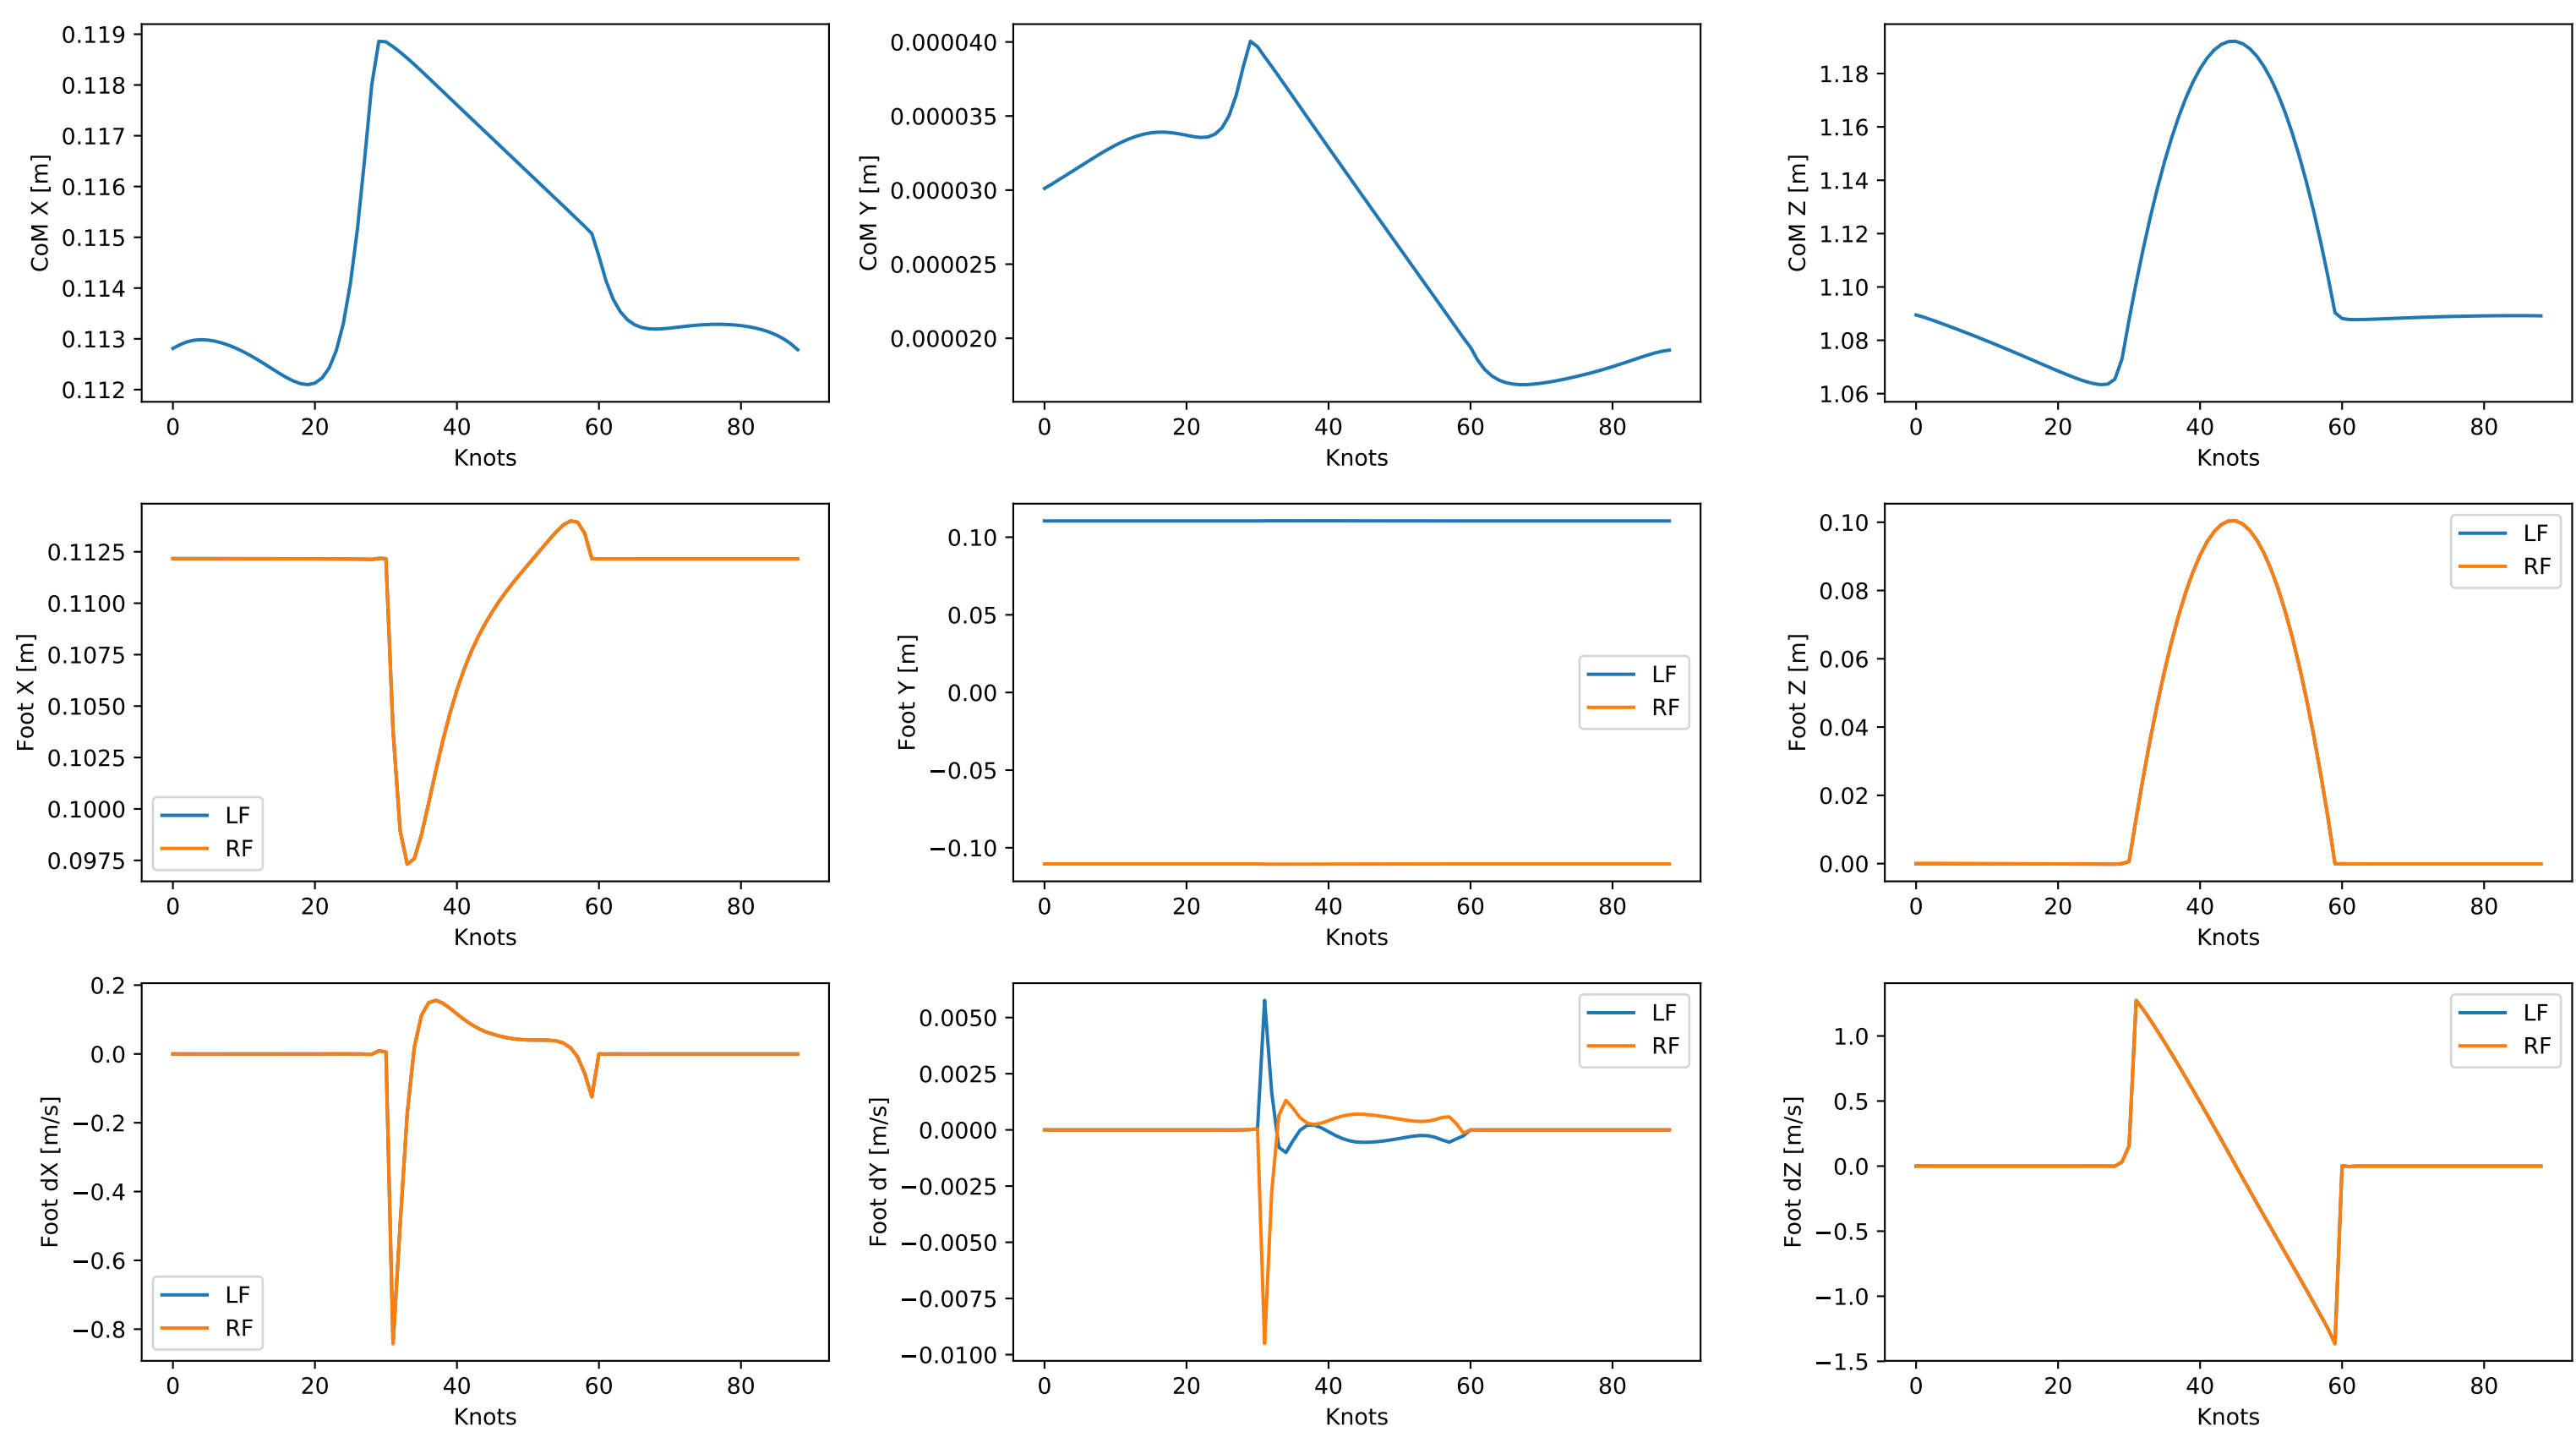 0.119
0.118
0.117
0.116
0.115
0.114
0.113
0.112
CoM X [m]
0 20 40 60 80
Knots
0.000040
0.000035
0.000030
0.000025
0.000020
CoM Y [m]
0 20 40 60 80
Knots
1.18
1.16
1.14
1.12
1.10
1.08
1.06
CoM Z [m]
0 20 40 60 80
Knots
0.1125
0.1100
0.1075
0.1050
0.1025
0.1000
0.0975
Foot X [m]
LF
RF
0 20 40 60 80
Knots
0.10
0.05
0.00
−0.05
−0.10
Foot Y [m]
LF
RF
0 20 40 60 80
Knots
0.10
0.08
0.06
0.04
0.02
0.00
Foot Z [m]
LF
RF
0 20 40 60 80
Knots
0.2
0.0
−0.2
−0.4
−0.6
−0.8
Foot dX [m/s]
LF
RF
0 20 40 60 80
Knots
0.0050
0.0025
0.0000
−0.0025
−0.0050
−0.0075
−0.0100
Foot dY [m/s]
LF
RF
0 20 40 60 80
Knots
1.0
0.5
0.0
−0.5
−1.0
−1.5
Foot dZ [m/s]
LF
RF
0 20 40 60 80
Knots